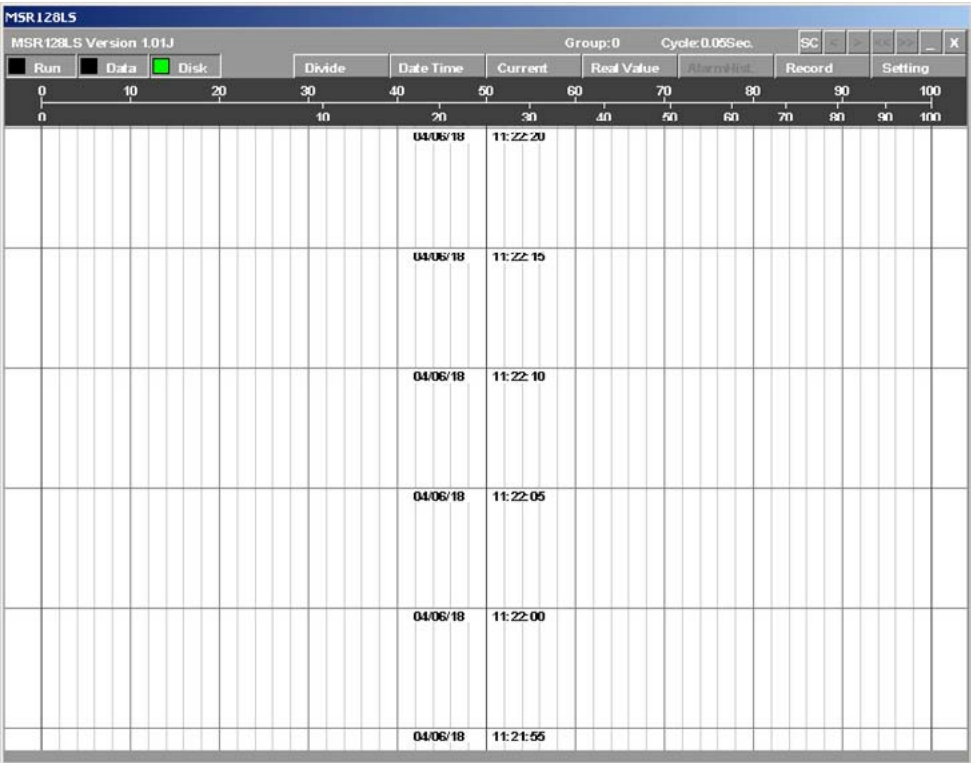 MSR128LS
MSR128LS Version 1.01J Group:0 Cycle:0.05Sec. SC < > << >> _ X
Run Data Disk Divide Date Time Current Real Value AlarmHist. Record Setting
0 10 20 30 40 50 60 70 80 90 100
0 10 20 30 40 50 60 70 80 90 100
04/06/18 11:22:20
04/06/18 11:22:15
04/06/18 11:22:10
04/06/18 11:22:05
04/06/18 11:22:00
04/06/18 11:21:55